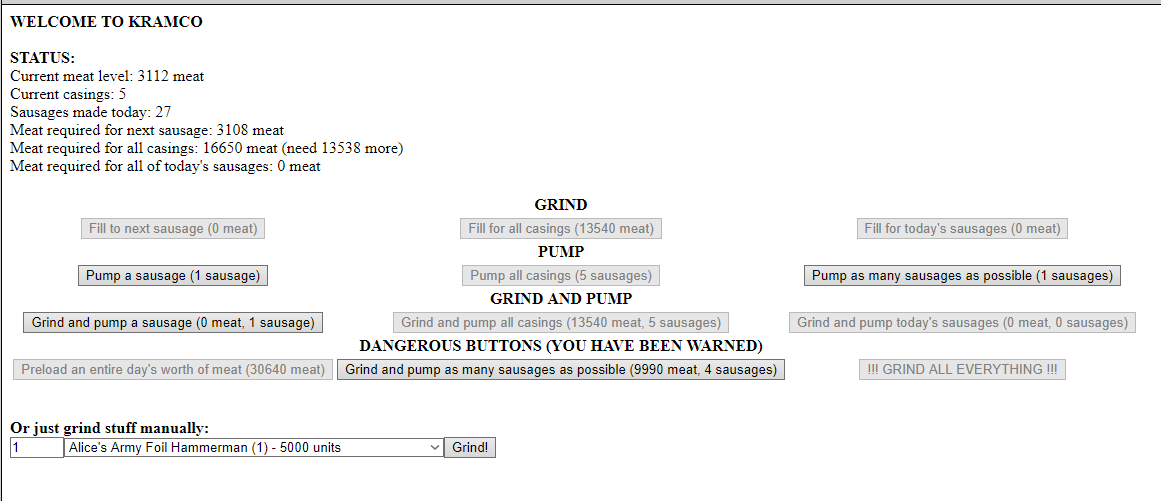 WELCOME TO KRAMCO
STATUS:
Current meat level: 3112 meat
Current casings: 5
Sausages made today: 27
Meat required for next sausage: 3108 meat
Meat required for all casings: 16650 meat (need 13538 more)
Meat required for all of today's sausages: 0 meat
GRIND
Fill to next sausage (0 meat) Fill for all casings (13540 meat) Fill for today's sausages (0 meat)
PUMP
Pump a sausage (1 sausage) Pump all casings (5 sausages) Pump as many sausages as possible (1 sausages)
GRIND AND PUMP
Grind and pump a sausage (0 meat, 1 sausage) Grind and pump all casings (13540 meat, 5 sausages) Grind and pump today's sausages (0 meat, 0 sausages)
DANGEROUS BUTTONS (YOU HAVE BEEN WARNED)
Preload an entire day's worth of meat (30640 meat) Grind and pump as many sausages as possible (9990 meat, 4 sausages) !!! GRIND ALL EVERYTHING !!!
Or just grind stuff manually:
1 Alice's Army Foil Hammerman (1) - 5000 units Grind!